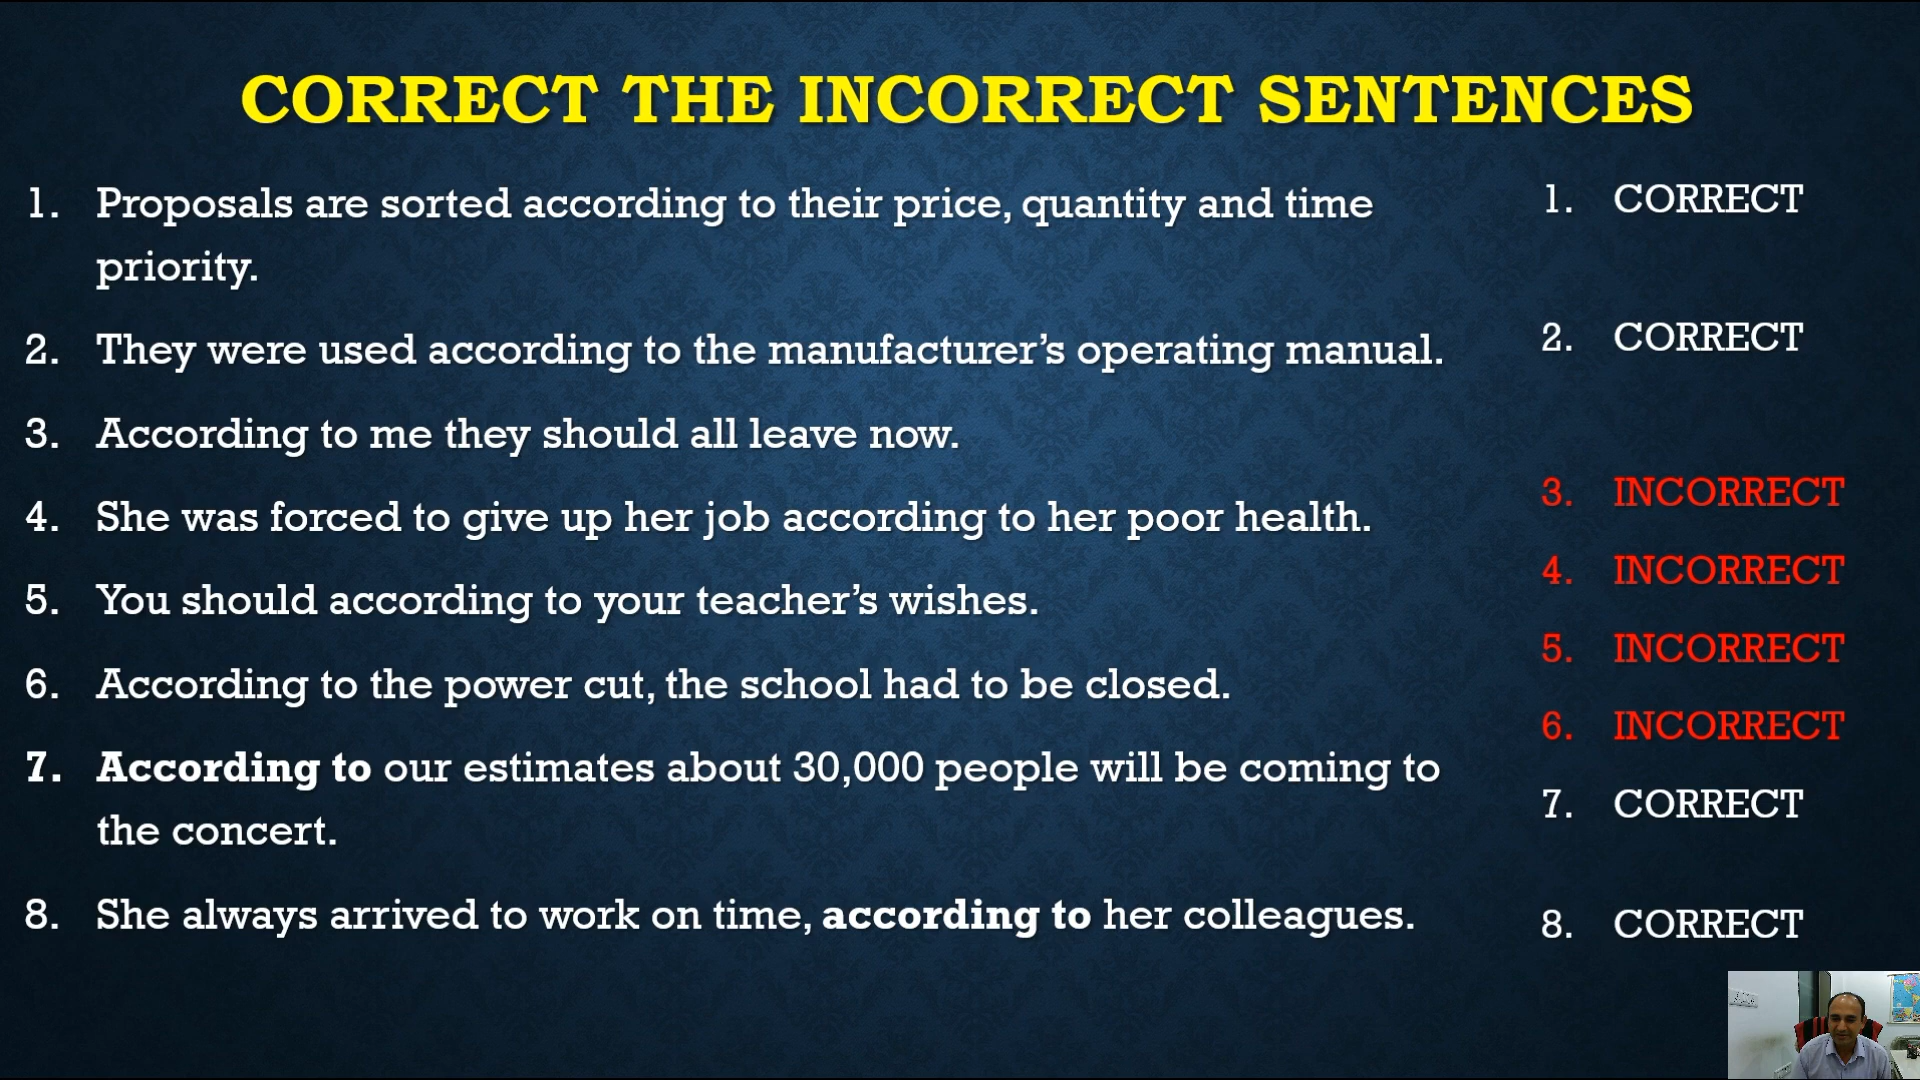 CORRECT THE INCORRECT SENTENCES
1. Proposals are sorted according to their price, quantity and time
priority.
2. They were used according to the manufacturer’s operating manual.
3. According to me they should all leave now.
4. She was forced to give up her job according to her poor health.
5. You should according to your teacher’s wishes.
6. According to the power cut, the school had to be closed.
7. According to our estimates about 30,000 people will be coming to
the concert.
8. She always arrived to work on time, according to her colleagues.
1. CORRECT
2. CORRECT
3. INCORRECT
4. INCORRECT
5. INCORRECT
6. INCORRECT
7. CORRECT
8. CORRECT